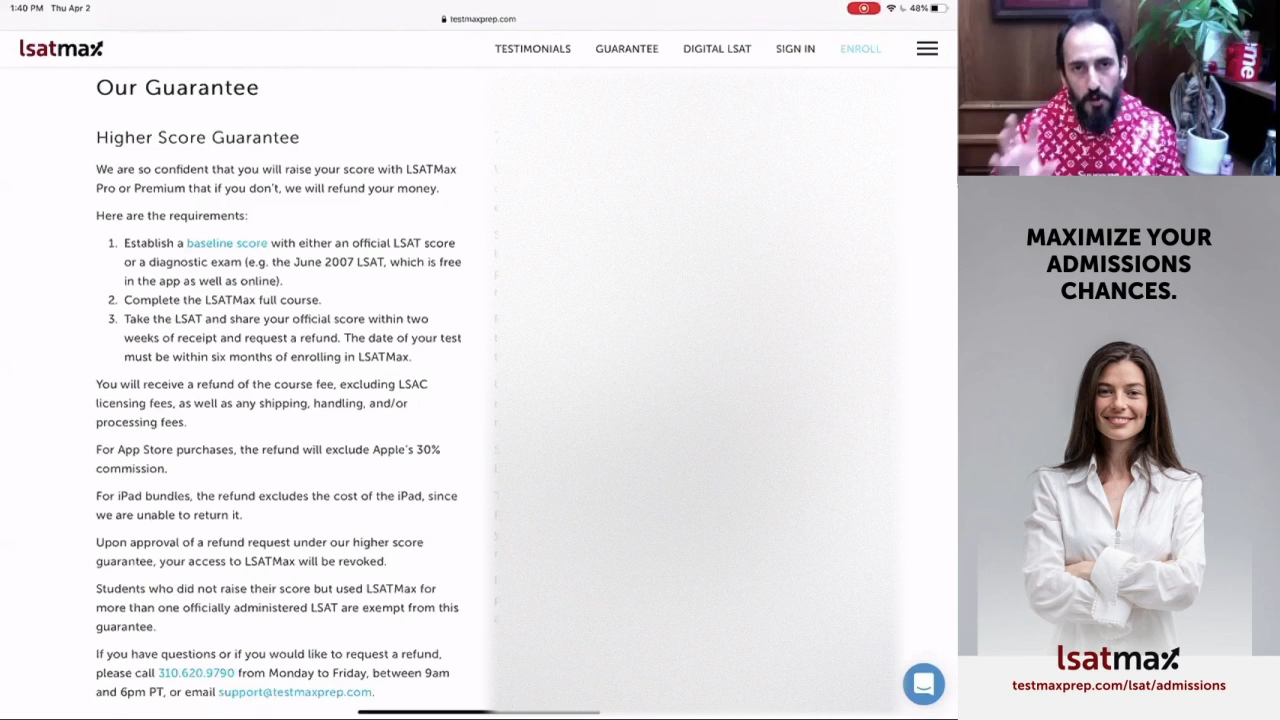 1:40 PM Thu Apr 2
48%
testmaxprep.com
lsatmax
TESTIMONIALS GUARANTEE DIGITAL LSAT SIGN IN ENROLL
Our Guarantee
Higher Score Guarantee
We are so confident that you will raise your score with LSATMax
Pro or Premium that if you don't, we will refund your money.
Here are the requirements:
1. Establish a baseline score with either an official LSAT score
or a diagnostic exam (e.g. the June 2007 LSAT, which is free
in the app as well as online).
2. Complete the LSATMax full course.
3. Take the LSAT and share your official score within two
weeks of receipt and request a refund. The date of your test
must be within six months of enrolling in LSATMax.
You will receive a refund of the course fee, excluding LSAC
licensing fees, as well as any shipping, handling, and/or
processing fees.
For App Store purchases, the refund will exclude Apple's 30%
commission.
For iPad bundles, the refund excludes the cost of the iPad, since
we are unable to return it.
Upon approval of a refund request under our higher score
guarantee, your access to LSATMax will be revoked.
Students who did not raise their score but used LSATMax for
more than one officially administered LSAT are exempt from this
guarantee.
If you have questions or if you would like to request a refund,
please call 310.620.9790 from Monday to Friday, between 9am
and 6pm PT, or email support@testmaxprep.com.
MAXIMIZE YOUR
ADMISSIONS
CHANCES.
lsatmax
testmaxprep.com/lsat/admissions